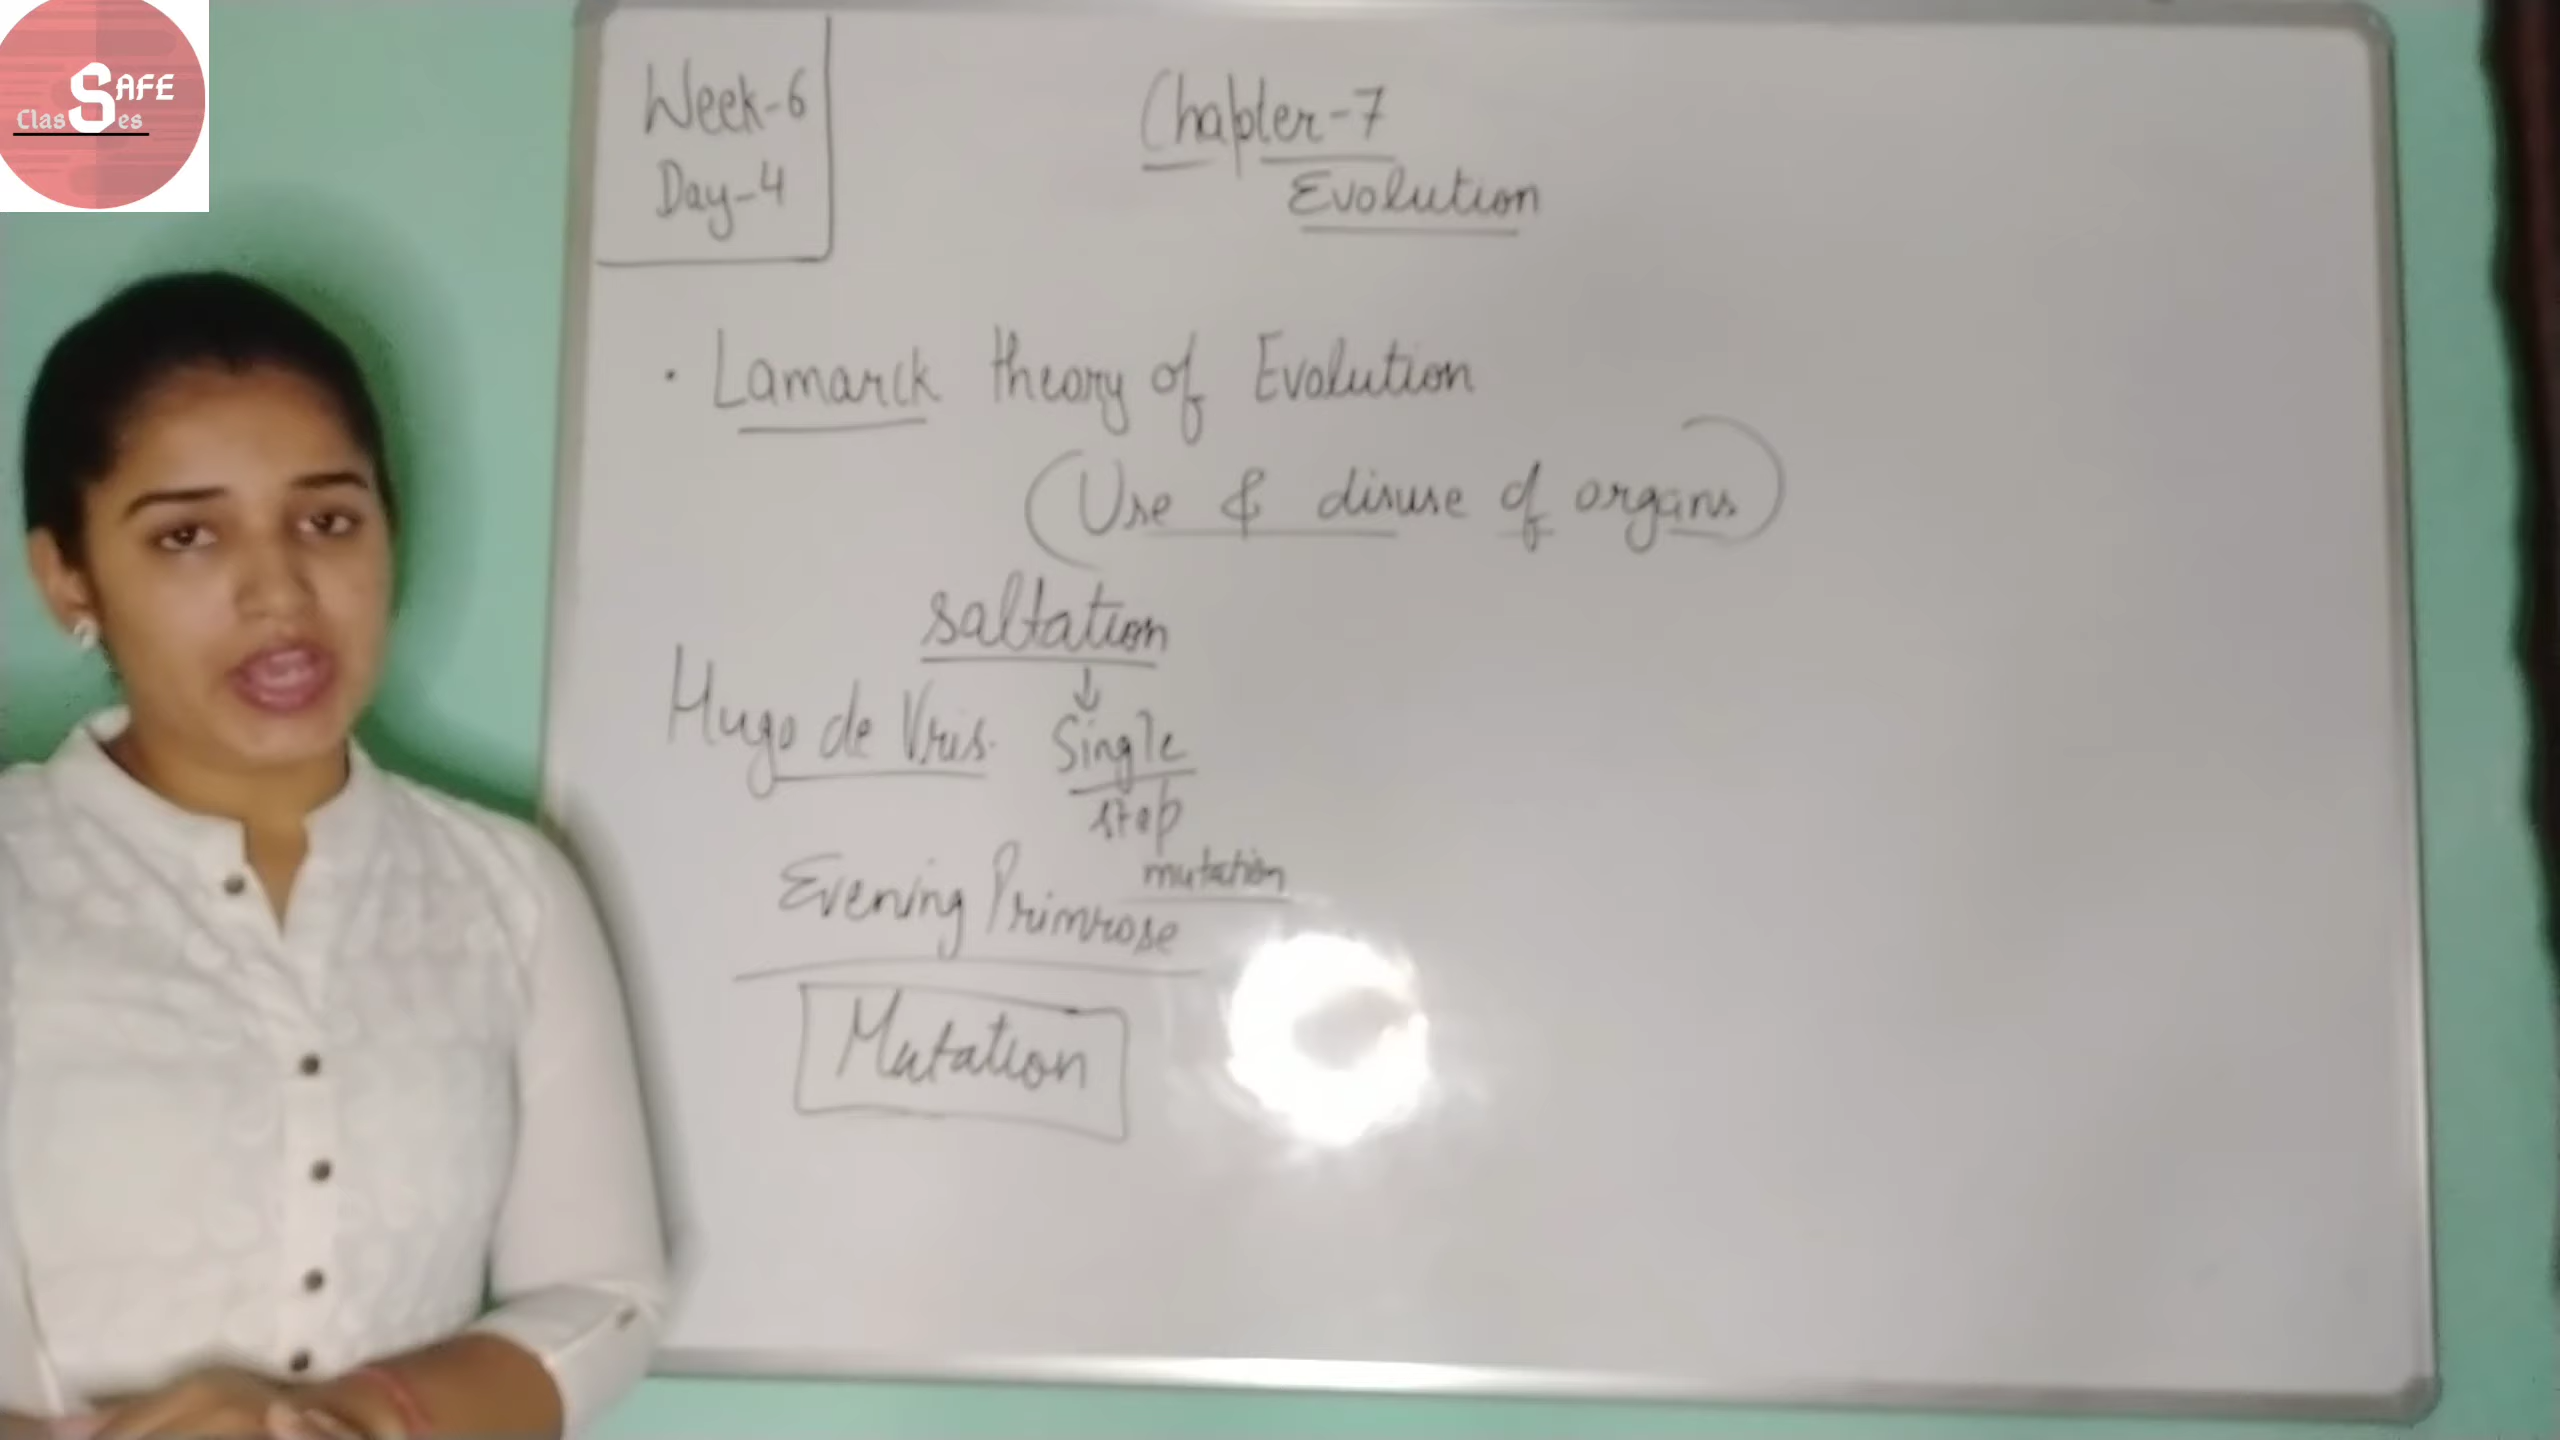 SAFE
Classes
Week-6
Day-4
Chapter-7
Evolution
• Lamarck theory of Evolution
(Use & disuse of organs)
saltation
↓
Hugo de Vris.
Single
step
mutation
Evening Primrose
Mutation